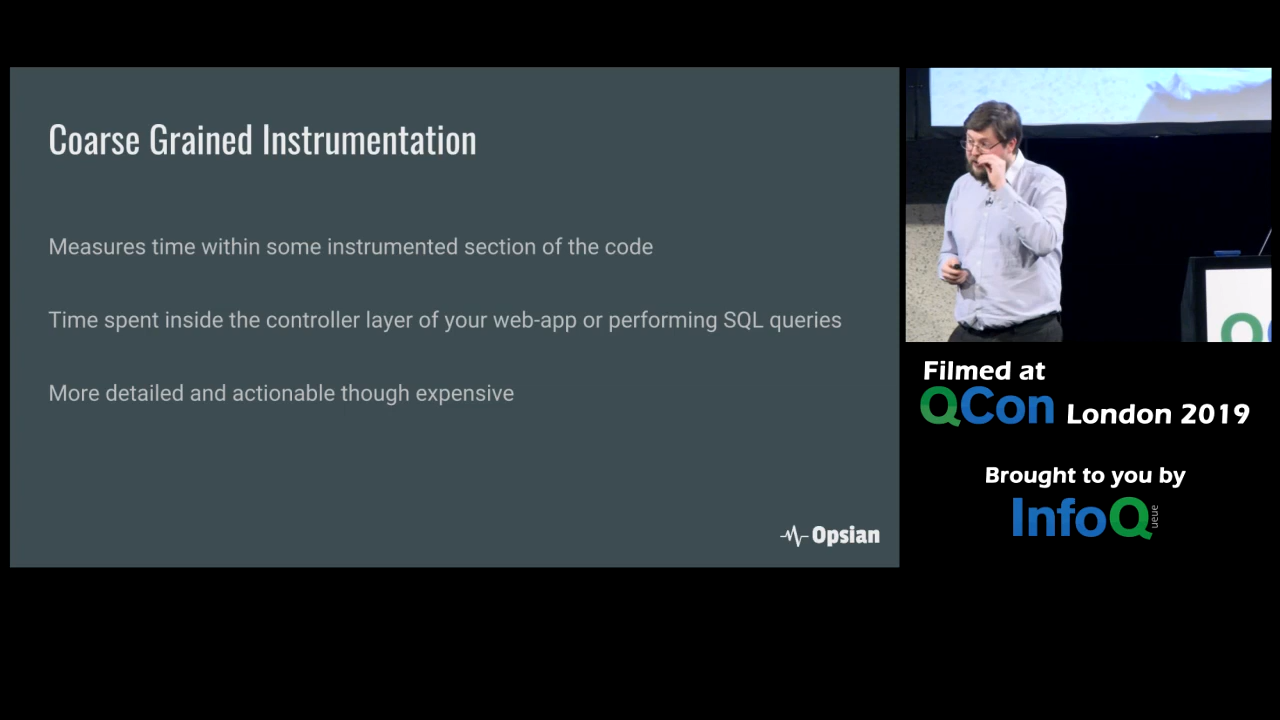 Coarse Grained Instrumentation
Measures time within some instrumented section of the code
Time spent inside the controller layer of your web-app or performing SQL queries
More detailed and actionable though expensive
Opsian
Filmed at
QCon London 2019
Brought to you by
InfoQ
ueue